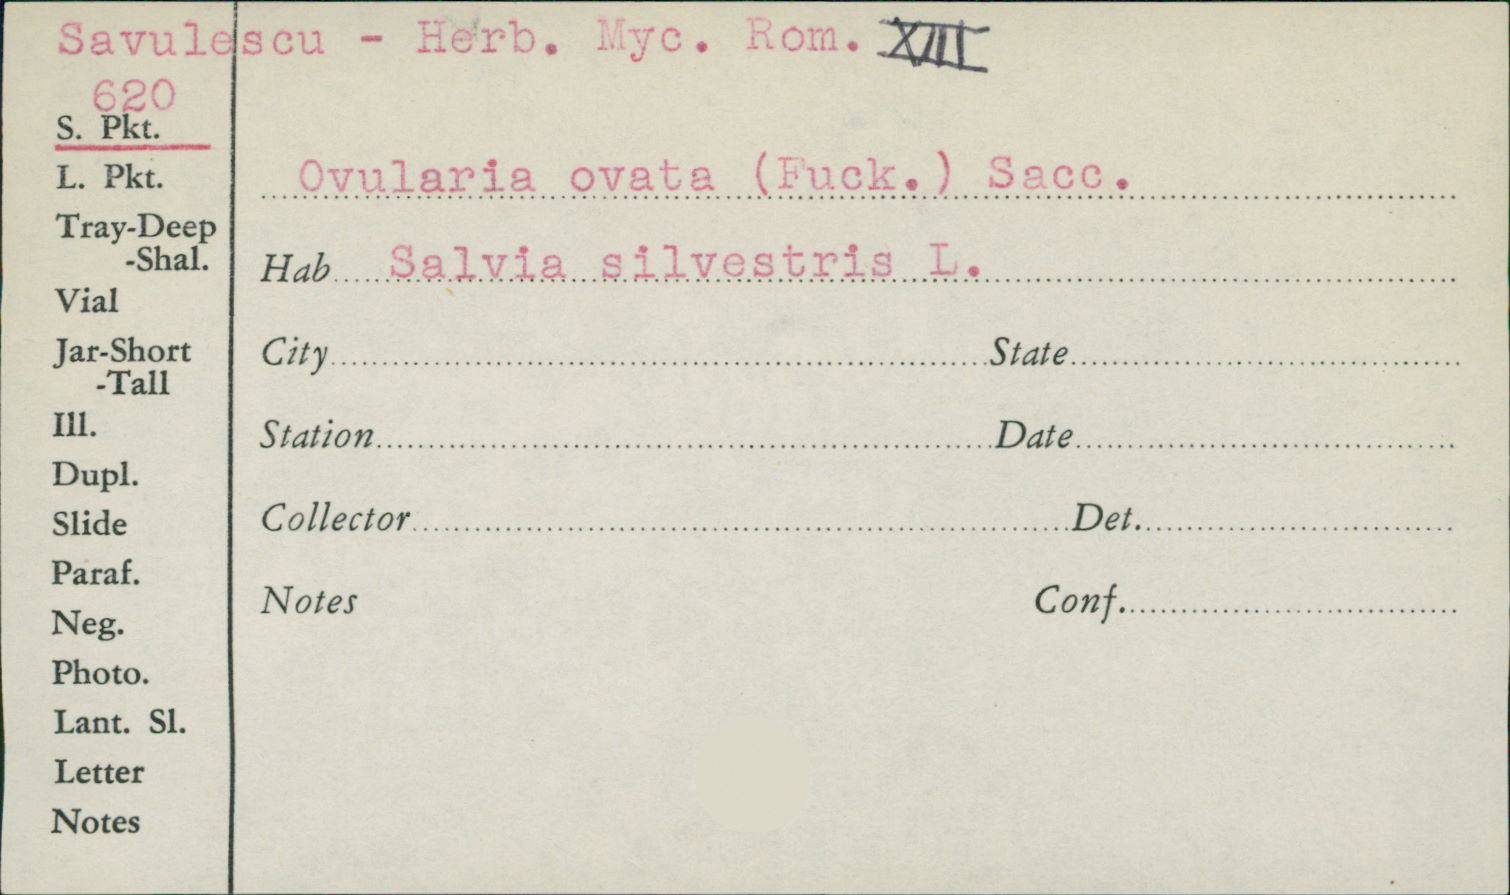 Savulescu - Herb. Myc. Rom. XIII
620
S. Pkt.
L. Pkt.
Tray-Deep
-Shal.
Vial
Jar-Short
-Tall
Ill.
Dupl.
Slide
Paraf.
Neg.
Photo.
Lant. Sl.
Letter
Notes
Ovularia ovata (Fuck.) Sacc.
Hab. Salvia silvestris L.
City State
Station Date
Collector Det.
Notes Conf.